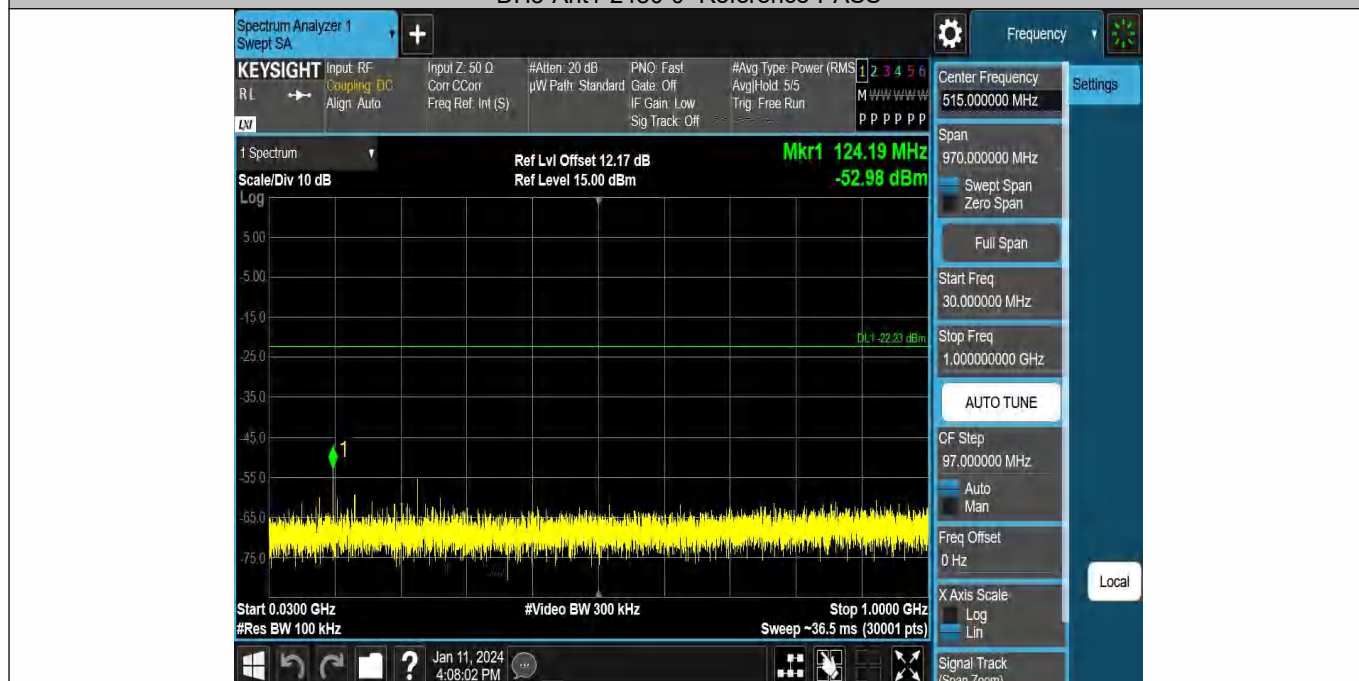 Spectrum Analyzer 1
Swept SA
Frequency
KEYSIGHT
RL
LXI
Input: RF
Coupling: DC
Align: Auto
Input Z: 50 Ω
Corr CCorr
Freq Ref: Int (S)
#Atten: 20 dB
µW Path: Standard
PNO: Fast
Gate: Off
IF Gain: Low
Sig Track: Off
#Avg Type: Power (RMS
Avg|Hold: 5/5
Trig: Free Run
1 2 3 4 5 6
M W W W W W
P P P P P P
1 Spectrum
Scale/Div 10 dB
Log
Ref Lvl Offset 12.17 dB
Ref Level 15.00 dBm
Mkr1 124.19 MHz
-52.98 dBm
5.00
-5.00
-15.0
DL1 -22.23 dBm
-25.0
-35.0
-45.0
1
-55.0
-65.0
-75.0
Start 0.0300 GHz
#Video BW 300 kHz
Stop 1.0000 GHz
#Res BW 100 kHz
Sweep ~36.5 ms (30001 pts)
Jan 11, 2024
4:08:02 PM
Center Frequency
515.000000 MHz
Settings
Span
970.000000 MHz
Swept Span
Zero Span
Full Span
Start Freq
30.000000 MHz
Stop Freq
1.000000000 GHz
AUTO TUNE
CF Step
97.000000 MHz
Auto
Man
Freq Offset
0 Hz
X Axis Scale
Log
Lin
Local
Signal Track
(Span Zoom)